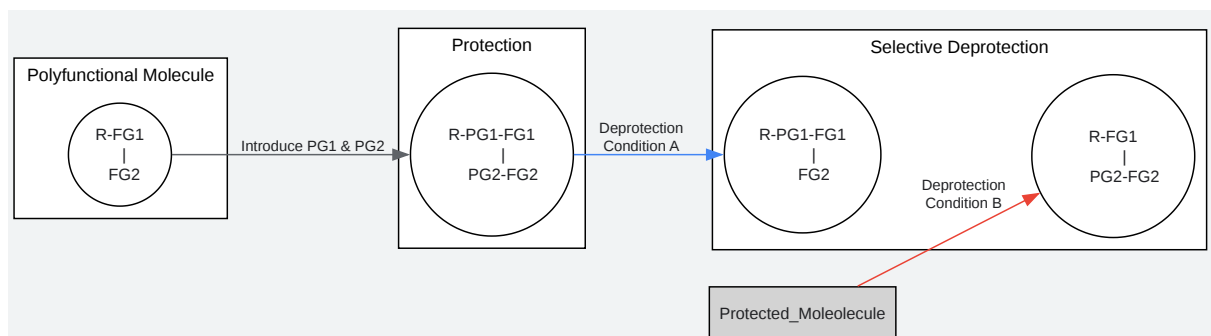 Polyfunctional Molecule
R-FG1
|
FG2
Introduce PG1 & PG2
Protection
R-PG1-FG1
|
PG2-FG2
Deprotection
Condition A
Selective Deprotection
R-PG1-FG1
|
FG2
R-FG1
|
PG2-FG2
Deprotection
Condition B
Protected_Moleolecule